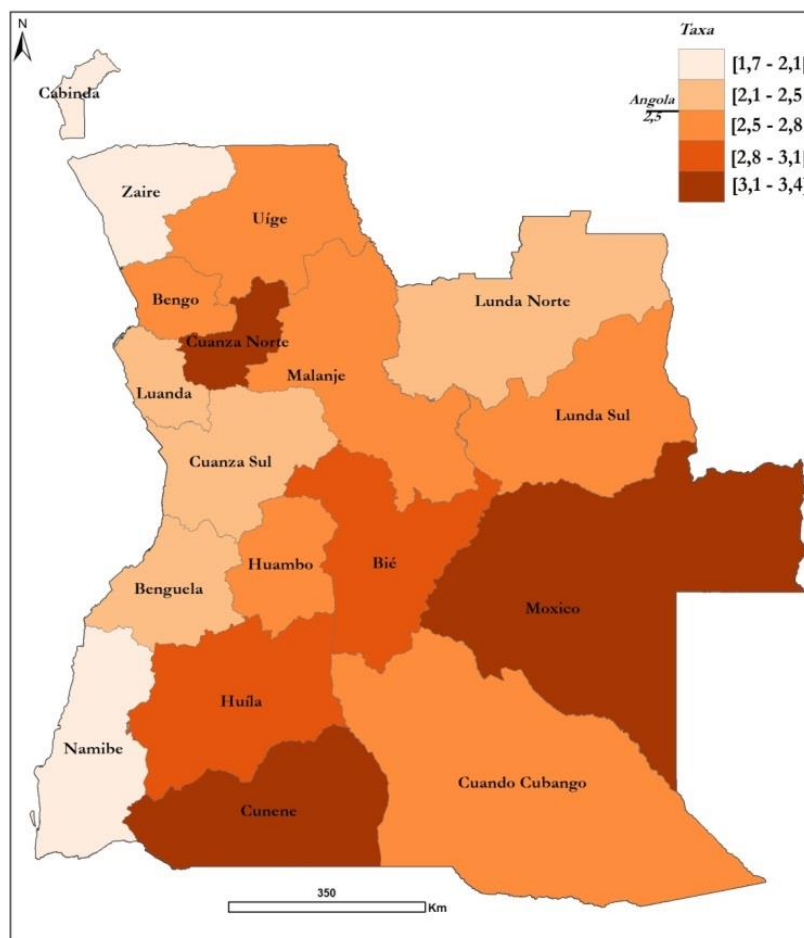 N
Taxa
[1,7 - 2,1[
[2,1 - 2,5
Angola
2,5
[2,5 - 2,8
[2,8 - 3,1[
[3,1 - 3,4]
Cabinda
Zaire
Uíge
Bengo
Lunda Norte
Cuanza Norte
Malanje
Luanda
Lunda Sul
Cuanza Sul
Huambo
Bié
Benguela
Moxico
Huíla
Namibe
Cuando Cubango
Cunene
350
Km